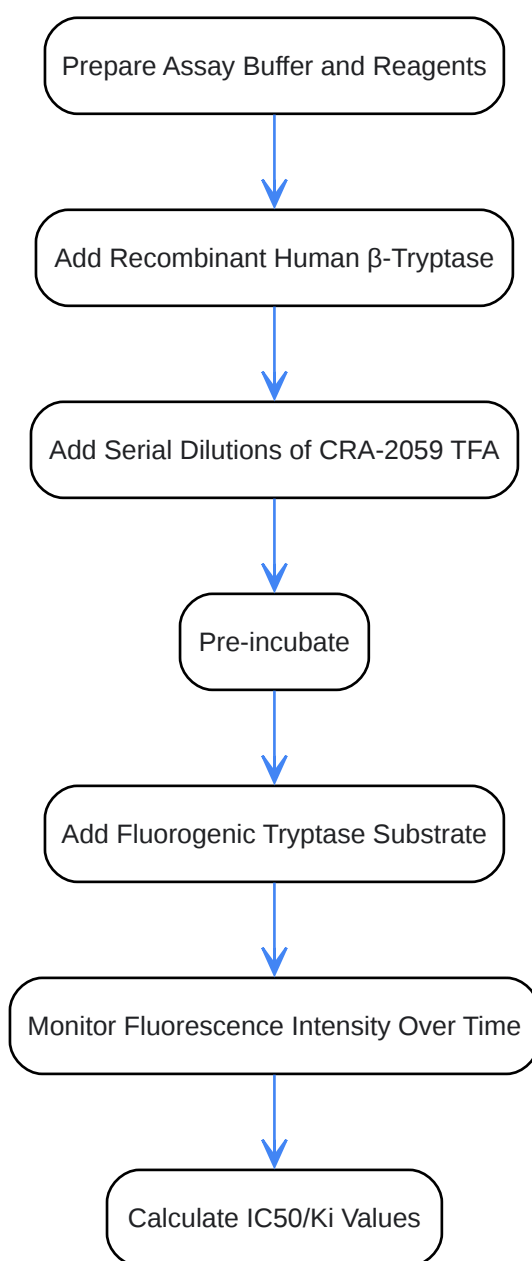 Prepare Assay Buffer and Reagents
Add Recombinant Human β-Tryptase
Add Serial Dilutions of CRA-2059 TFA
Pre-incubate
Add Fluorogenic Tryptase Substrate
Monitor Fluorescence Intensity Over Time
Calculate IC50/Ki Values